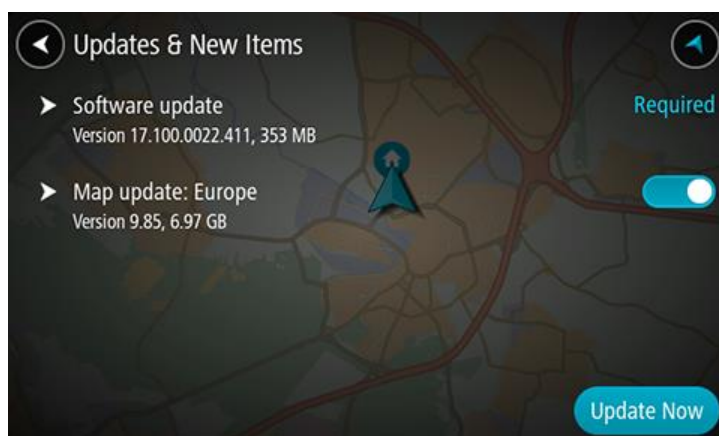 Updates & New Items
Software update
Required
Version 17.100.0022.411, 353 MB
Map update: Europe
Version 9.85, 6.97 GB
Update Now